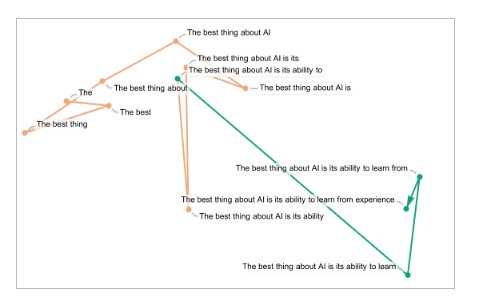 The best thing about AI
The best thing about AI is its
The best thing about AI is its ability to
The best thing about
The best thing about AI is
The
The best
The best thing
The best thing about AI is its ability to learn from
The best thing about AI is its ability to learn from experience
The best thing about AI is its ability
The best thing about AI is its ability to learn